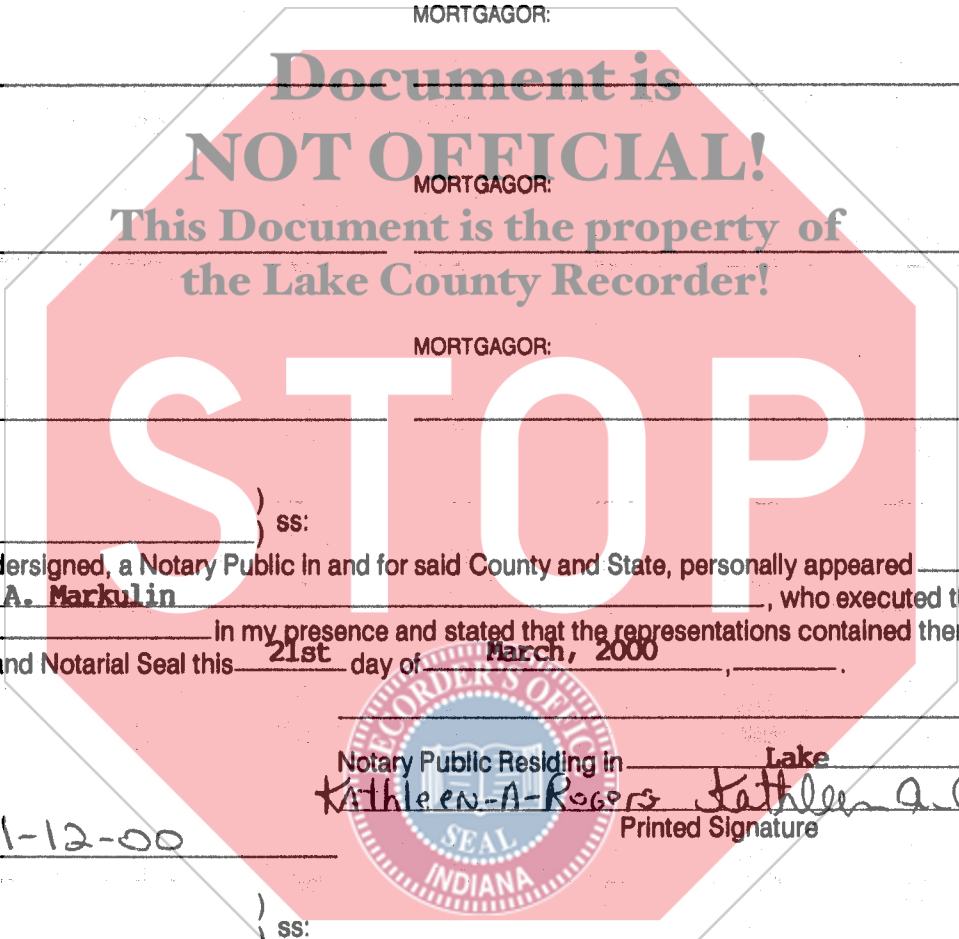 MORTGAGOR:
Document is
NOT OFFICIAL!
MORTGAGOR:
This Document is the property of
the Lake County Recorder!
MORTGAGOR:
STOP
) ss:
)
ersigned, a Notary Public in and for said County and State, personally appeared
A. Markulin , who executed t
in my presence and stated that the representations contained ther
nd Notarial Seal this 21st day of March, 2000 , .
RECORDER'S OFFICE
Notary Public Residing in Lake
Kathleen-A-Rogers Kathleen A.
Printed Signature
1-12-00
SEAL
INDIANA
) ss: